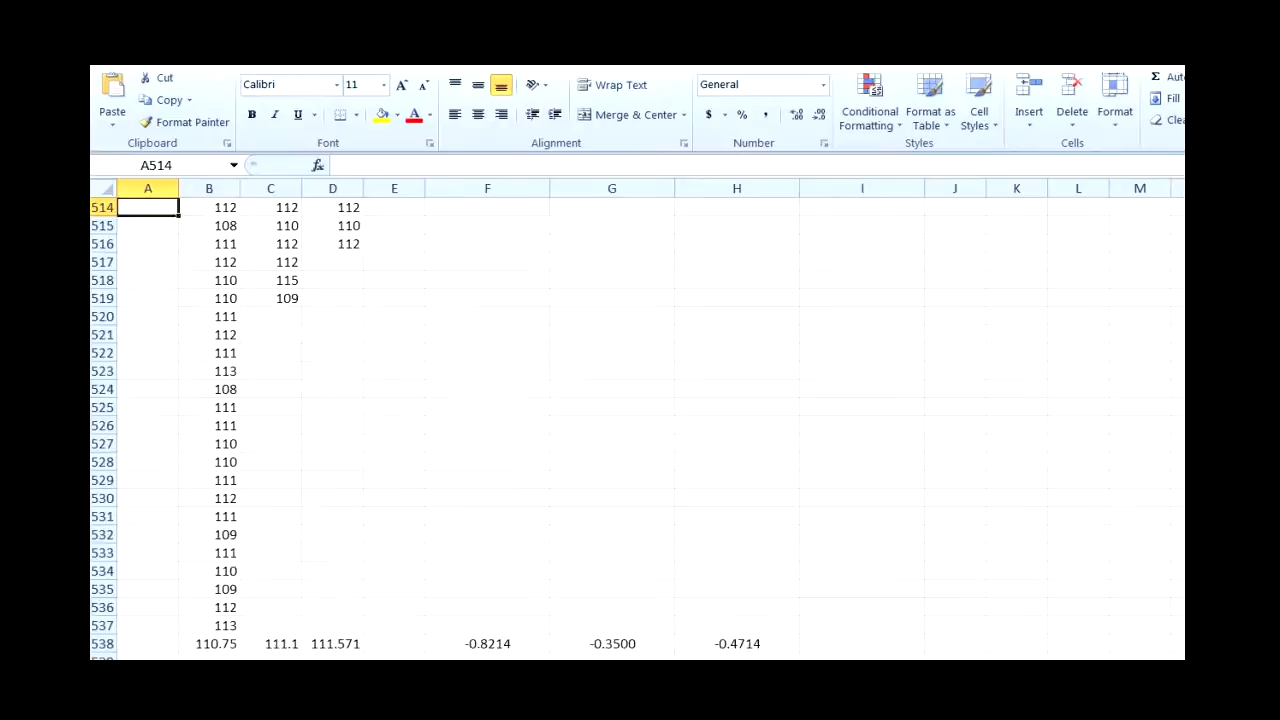 Cut
Copy
Format Painter
Paste
Clipboard
Calibri 11 A A
B I U A
Font
Wrap Text
Merge & Center
Alignment
General
$ % ,
Number
Conditional Formatting
Format as Table
Cell Styles
Styles
Insert Delete Format
Cells
Σ Aut
Fill
Clea
A514 fx
A B C D E F G H I J K L M
514 112 112 112
515 108 110 110
516 111 112 112
517 112 112
518 110 115
519 110 109
520 111
521 112
522 111
523 113
524 108
525 111
526 111
527 110
528 110
529 111
530 112
531 111
532 109
533 111
534 110
535 109
536 112
537 113
538 110.75 111.1 111.571 -0.8214 -0.3500 -0.4714